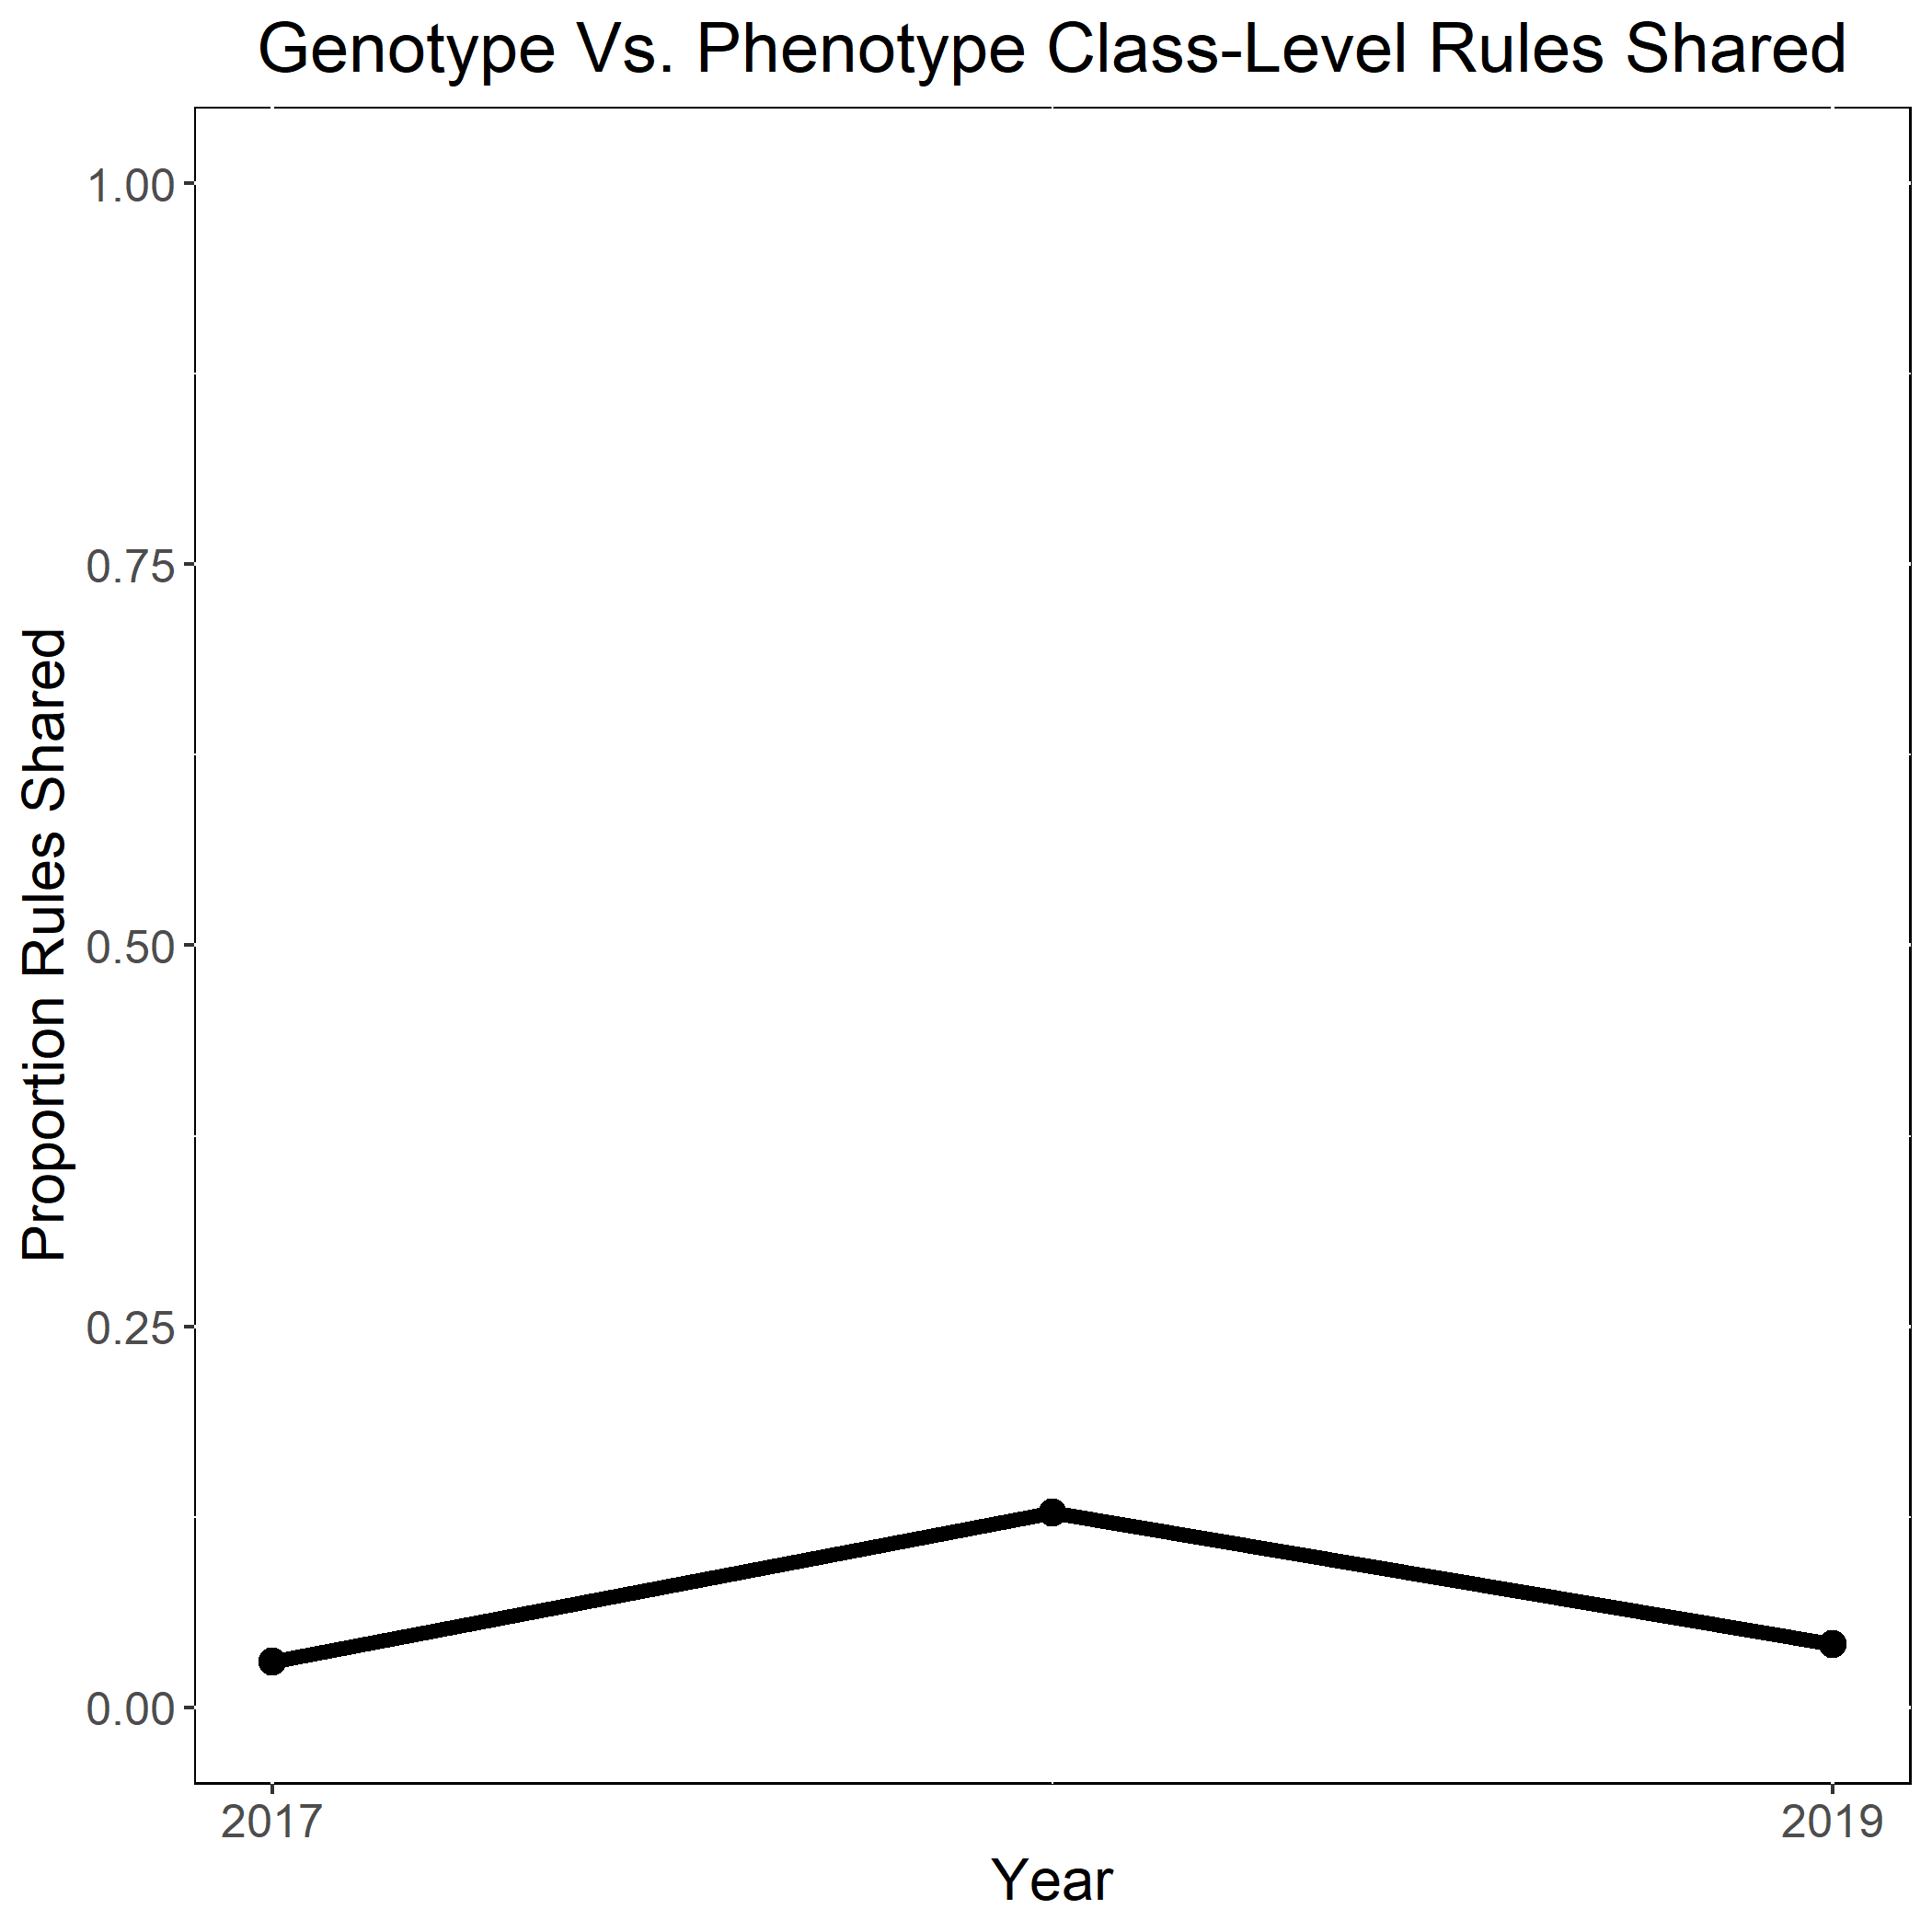 Genotype Vs. Phenotype Class-Level Rules Shared
Proportion Rules Shared
1.00
0.75
0.50
0.25
0.00
2017
2019
Year